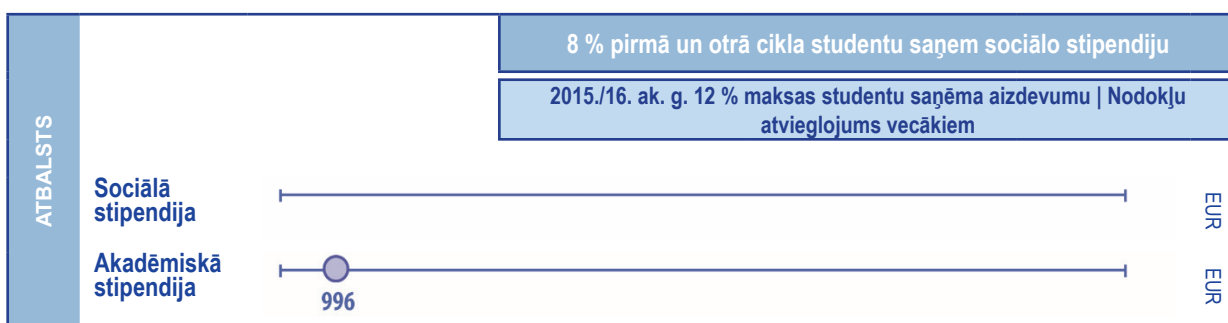 8 % pirmā un otrā cikla studentu saņem sociālo stipendiju
2015./16. ak. g. 12 % maksas studentu saņēma aizdevumu | Nodokļu
atvieglojums vecākiem
ATBALSTS
Sociālā
stipendija
EUR
Akadēmiskā
stipendija
996
EUR